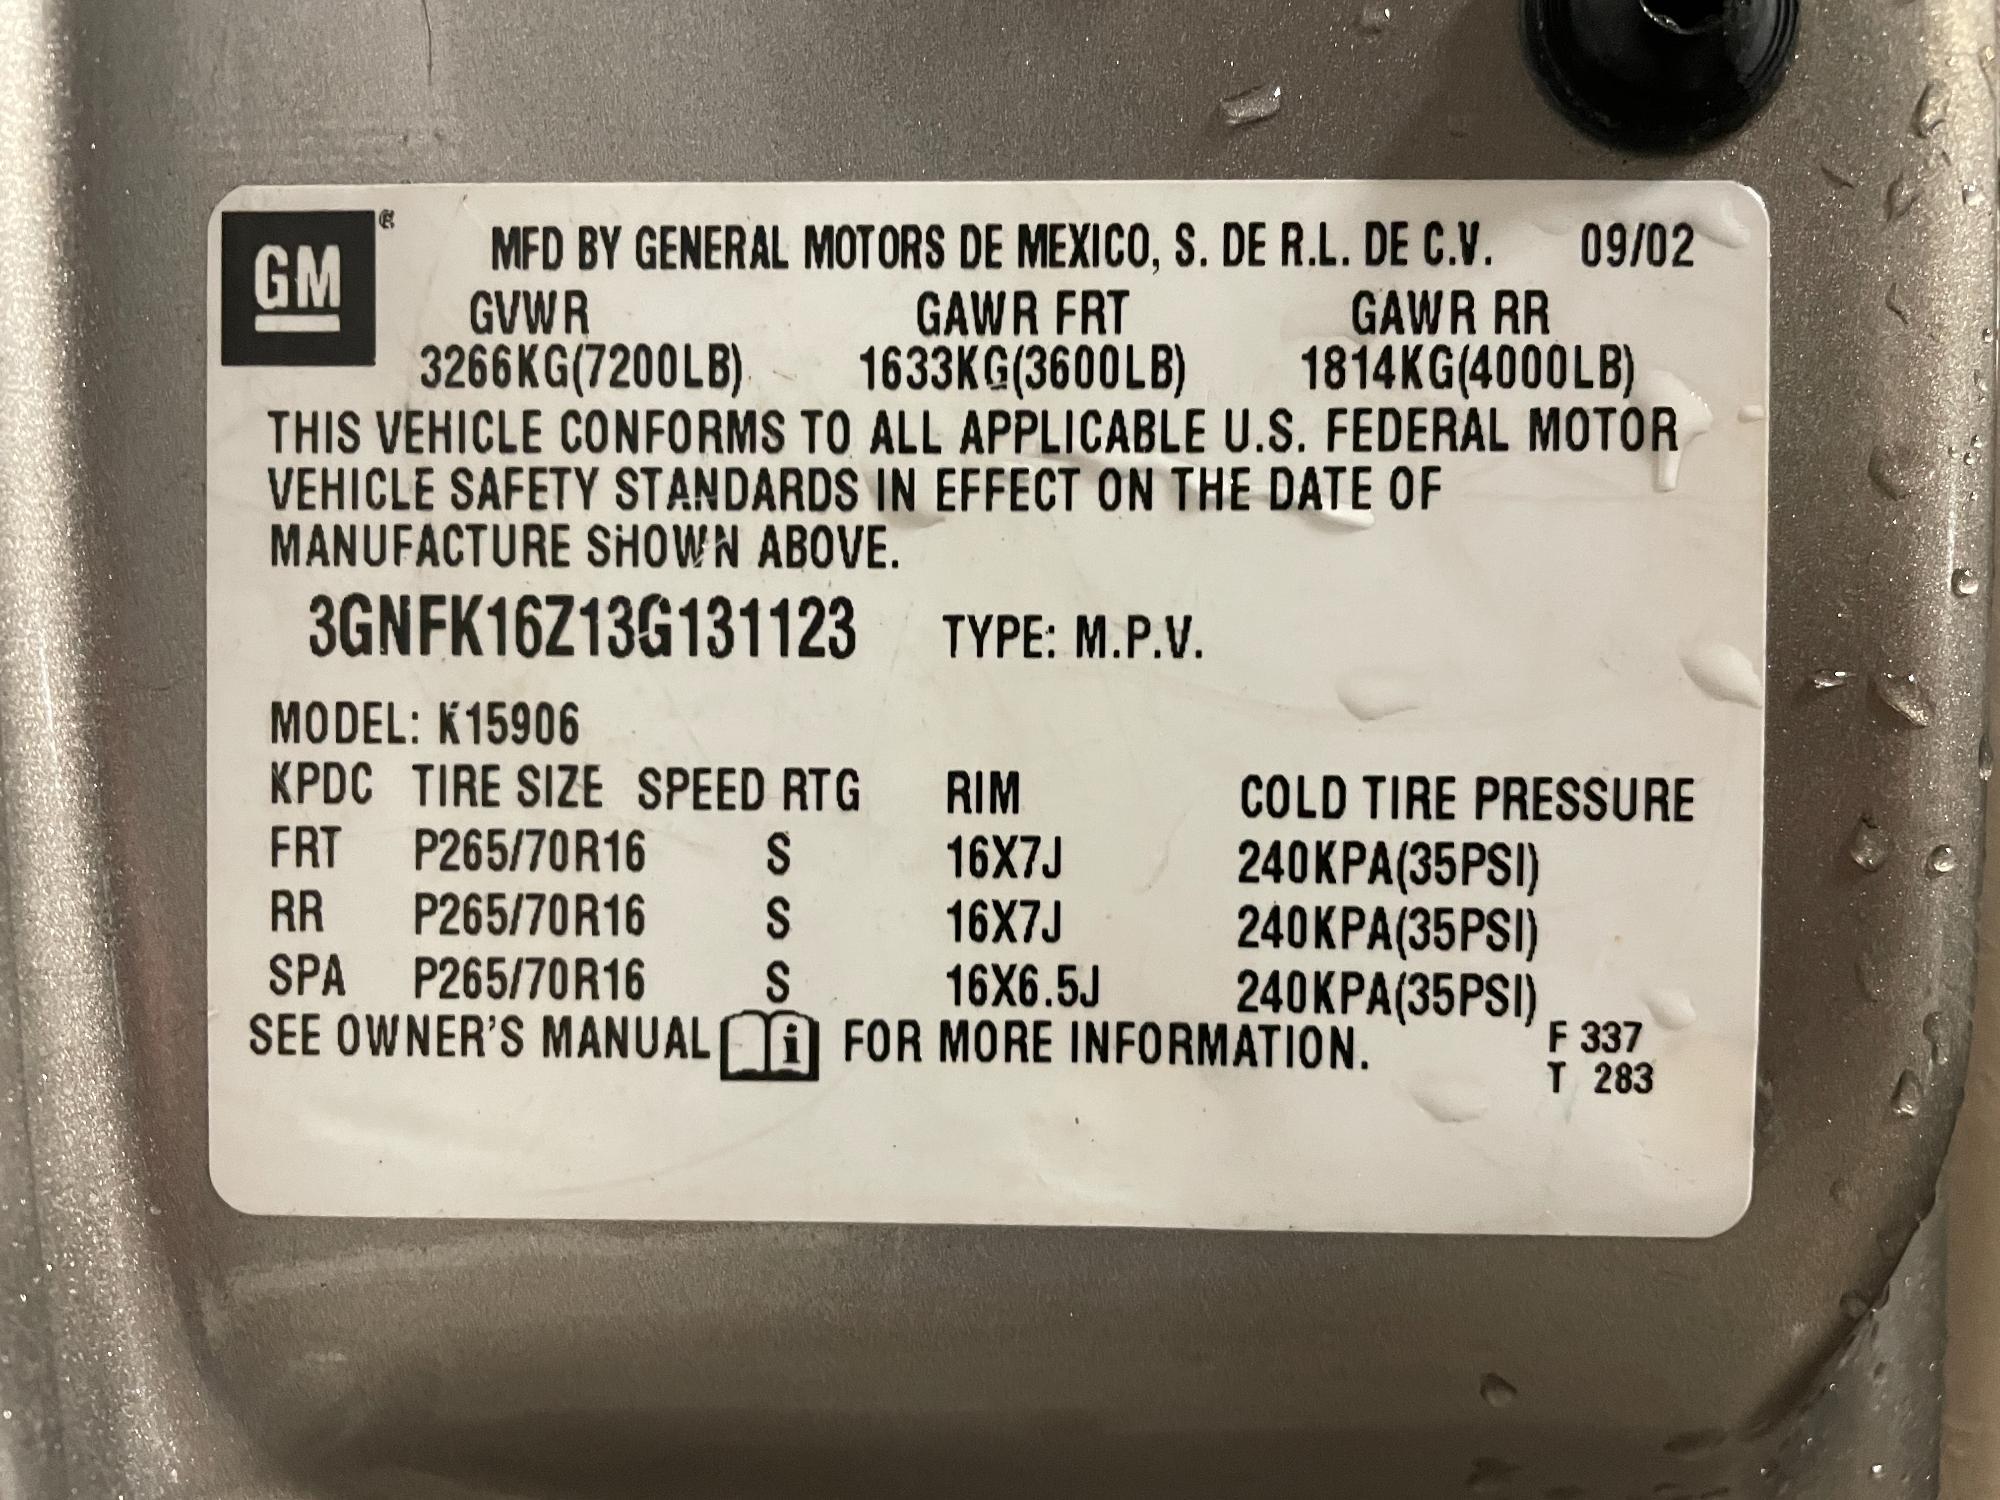 GM® MFD BY GENERAL MOTORS DE MEXICO, S. DE R.L. DE C.V. 09/02
GVWR GAWR FRT GAWR RR
3266KG(7200LB) 1633KG(3600LB) 1814KG(4000LB)
THIS VEHICLE CONFORMS TO ALL APPLICABLE U.S. FEDERAL MOTOR
VEHICLE SAFETY STANDARDS IN EFFECT ON THE DATE OF
MANUFACTURE SHOWN ABOVE.
3GNFK16Z13G131123 TYPE: M.P.V.
MODEL: K15906
KPDC TIRE SIZE SPEED RTG RIM COLD TIRE PRESSURE
FRT P265/70R16 S 16X7J 240KPA(35PSI)
RR P265/70R16 S 16X7J 240KPA(35PSI)
SPA P265/70R16 S 16X6.5J 240KPA(35PSI)
SEE OWNER'S MANUAL i FOR MORE INFORMATION. F 337
T 283